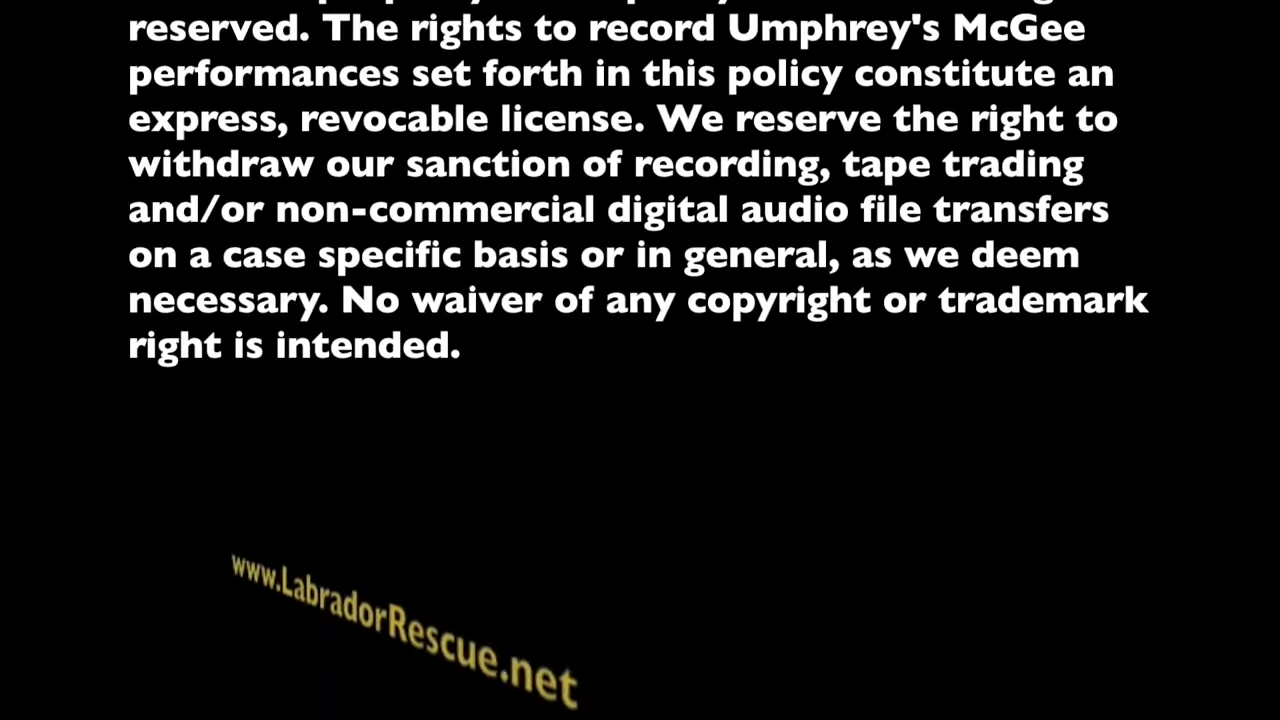 reserved. The rights to record Umphrey's McGee
performances set forth in this policy constitute an
express, revocable license. We reserve the right to
withdraw our sanction of recording, tape trading
and/or non-commercial digital audio file transfers
on a case specific basis or in general, as we deem
necessary. No waiver of any copyright or trademark
right is intended.
www.LabradorRescue.net